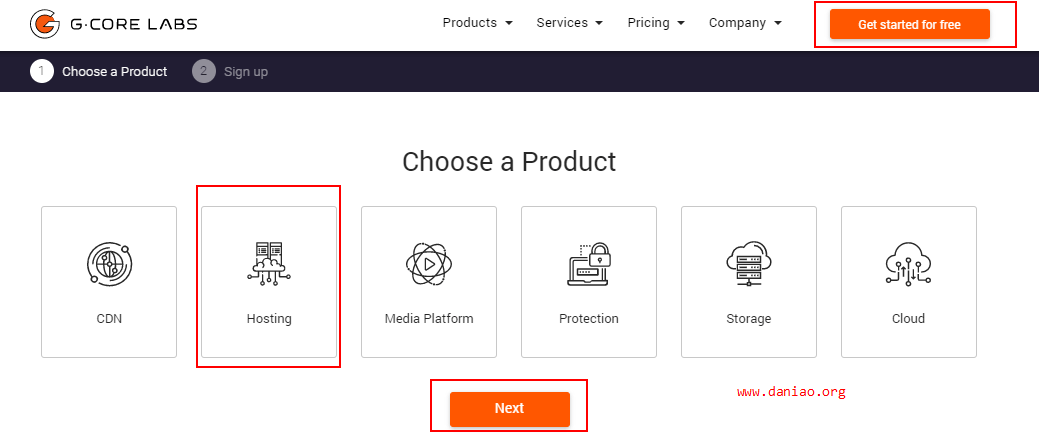 G·CORE LABS
Products Services Pricing Company Get started for free
1 Choose a Product 2 Sign up
Choose a Product
CDN Hosting Media Platform Protection Storage Cloud
www.daniao.org
Next